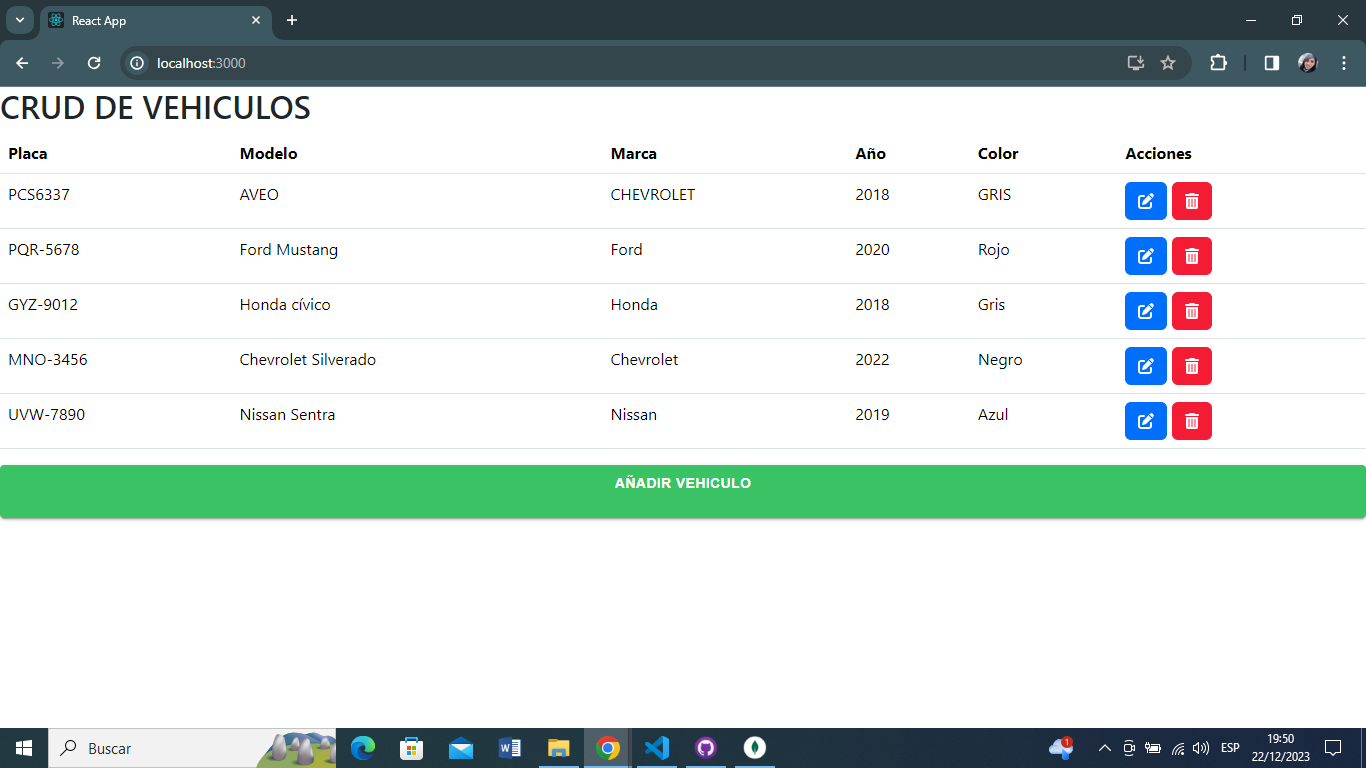 React App
localhost:3000
CRUD DE VEHICULOS
Placa Modelo Marca Año Color Acciones
PCS6337 AVEO CHEVROLET 2018 GRIS
PQR-5678 Ford Mustang Ford 2020 Rojo
GYZ-9012 Honda cívico Honda 2018 Gris
MNO-3456 Chevrolet Silverado Chevrolet 2022 Negro
UVW-7890 Nissan Sentra Nissan 2019 Azul
AÑADIR VEHICULO
Buscar
1
ESP
19:50
22/12/2023